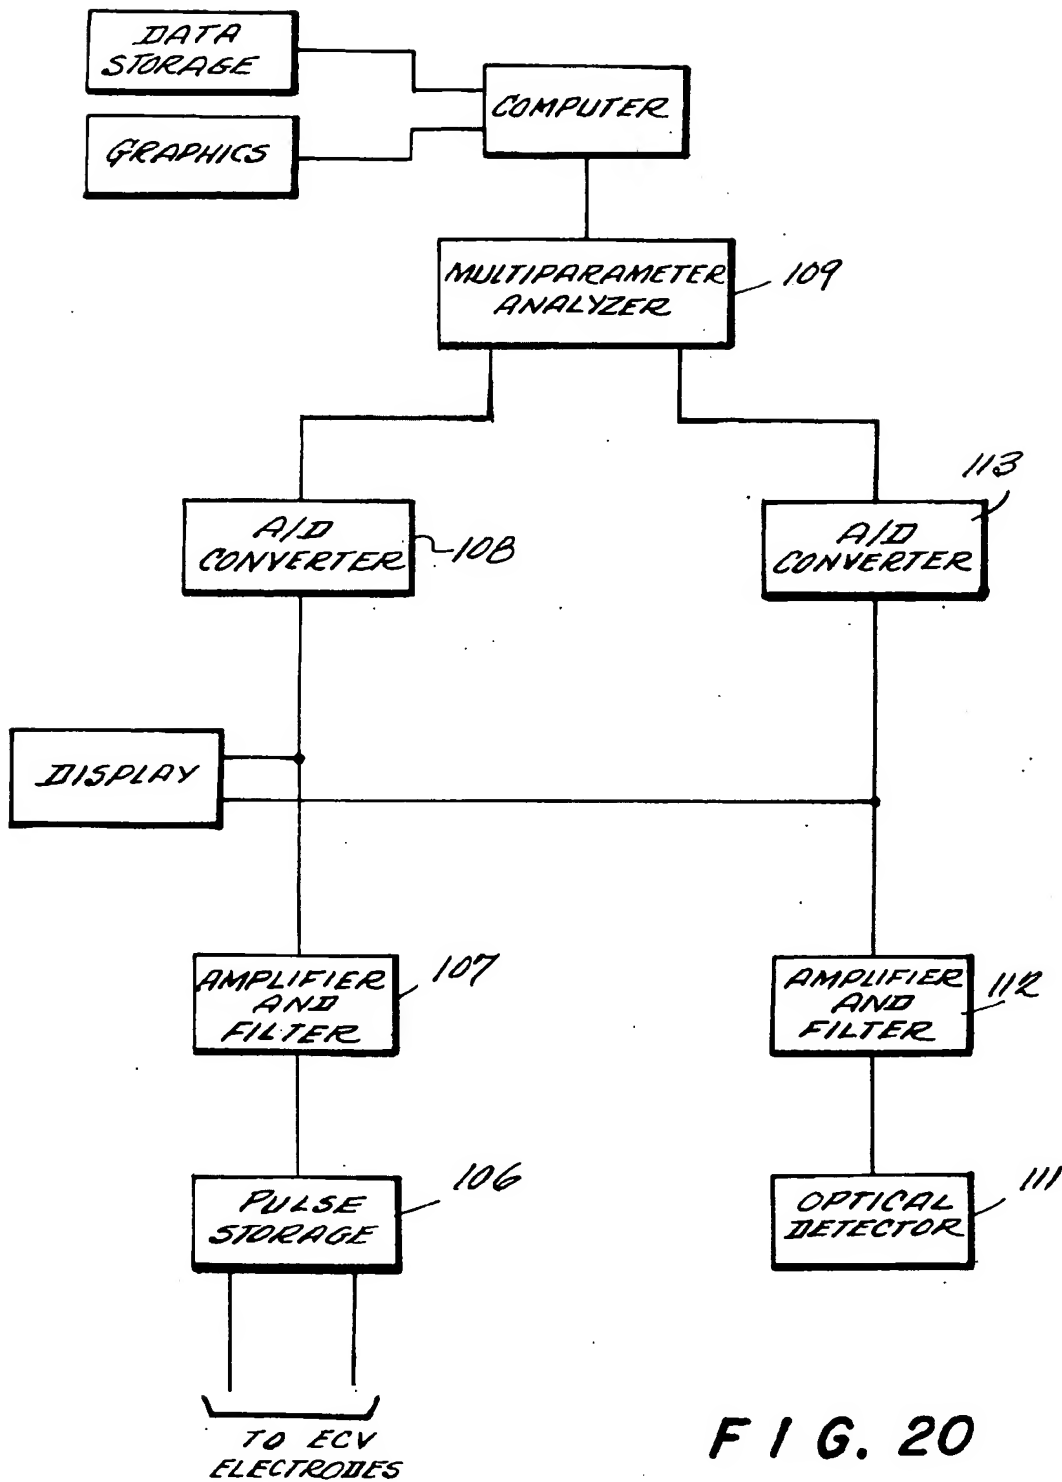 DATA
STORAGE
COMPUTER
GRAPHICS
MULTIPARAMETER
ANALYZER
109
113
A/D
CONVERTER
108
A/D
CONVERTER
DISPLAY
AMPLIFIER
AND
FILTER
107
AMPLIFIER
AND
FILTER
112
PULSE
STORAGE
106
OPTICAL
DETECTOR
111
TO ECV
ELECTRODES
FIG. 20